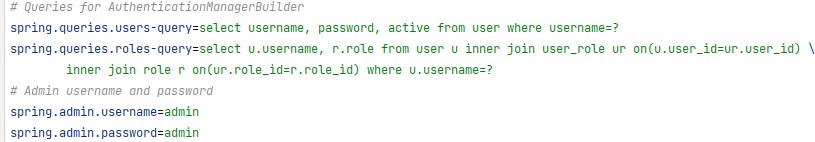 # Queries for AuthenticationManagerBuilder
spring.queries.users-query=select username, password, active from user where username=?
spring.queries.roles-query=select u.username, r.role from user u inner join user_role ur on(u.user_id=ur.user_id) \
inner join role r on(ur.role_id=r.role_id) where u.username=?
# Admin username and password
spring.admin.username=admin
spring.admin.password=admin